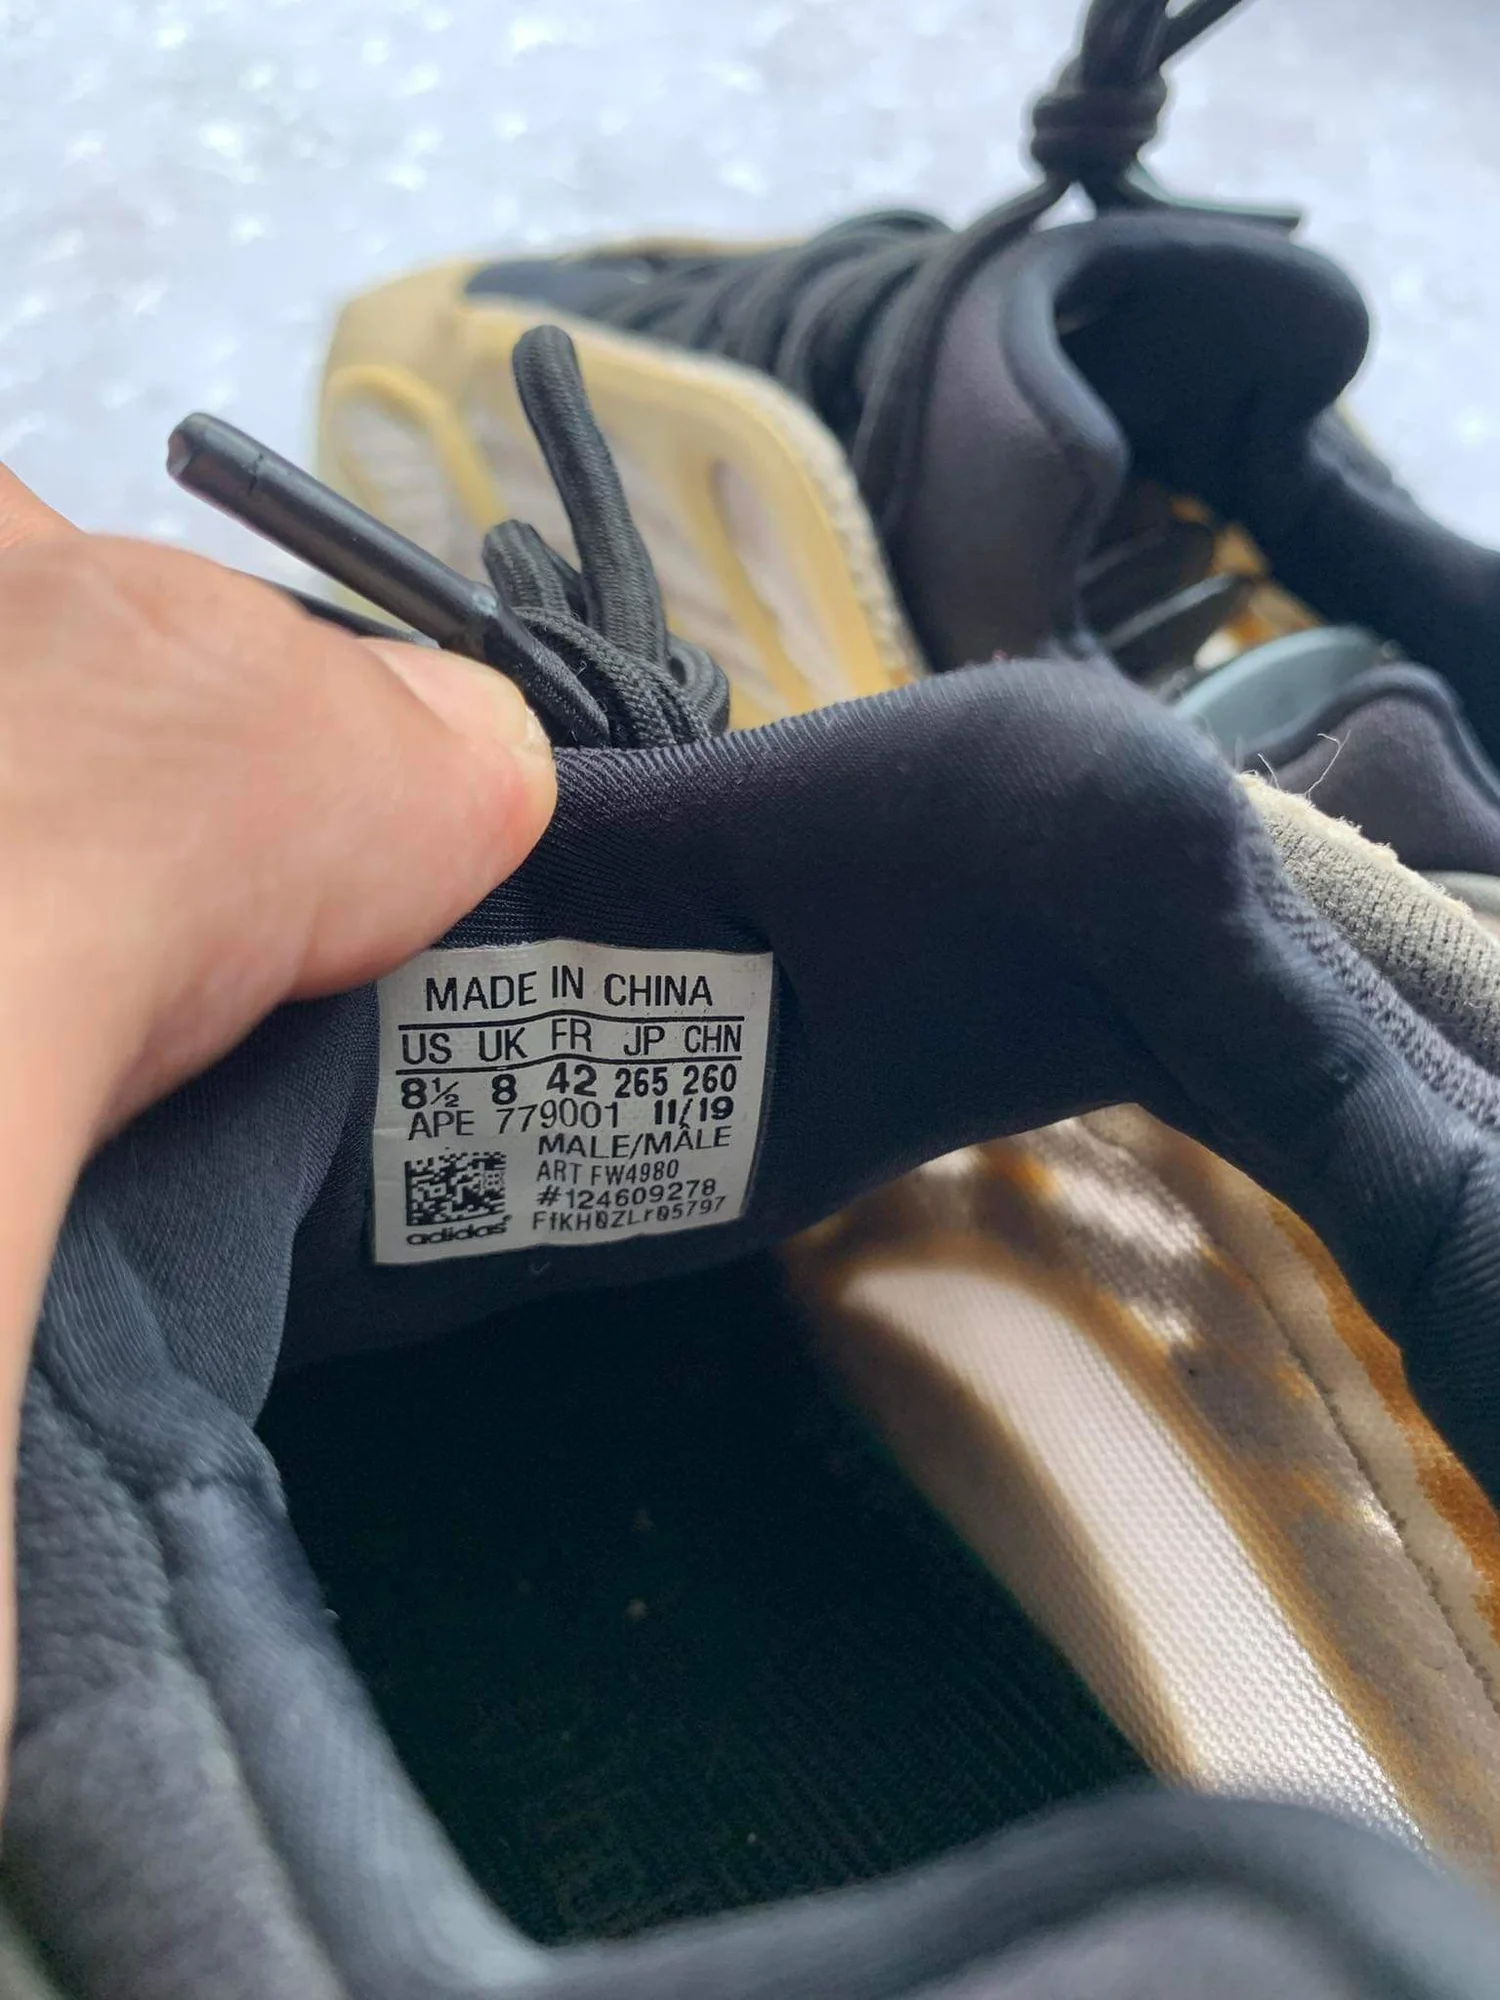 MADE IN CHINA
US UK FR JP CHN
8½ 8 42 265 260
APE 779001 11/19
MALE/MÂLE
ART FW4980
#124609278
FfKH0ZLr05797
adidas